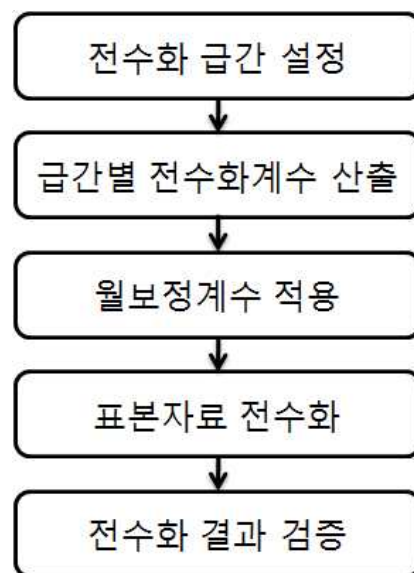 전수화 급간 설정
급간별 전수화계수 산출
월보정계수 적용
표본자료 전수화
전수화 결과 검증